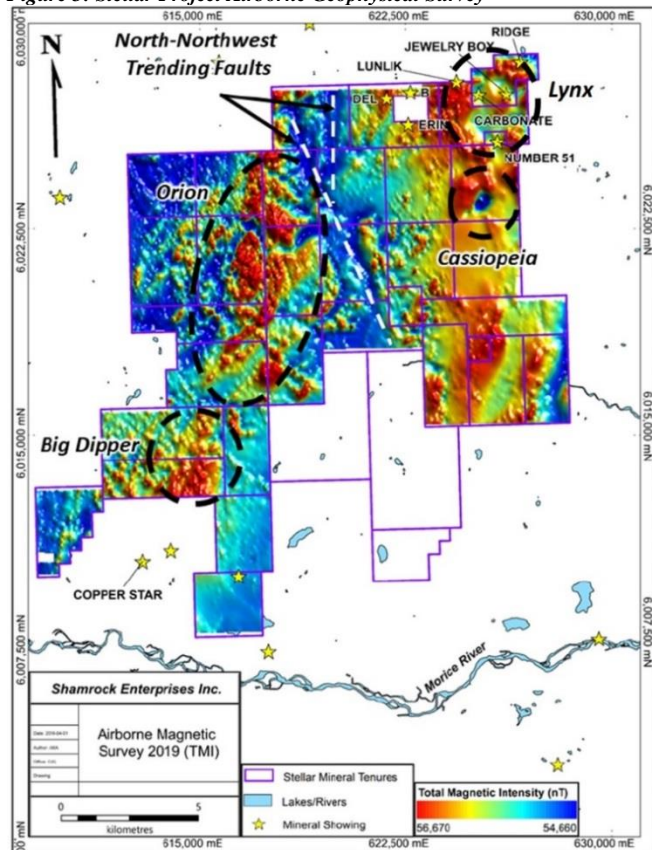 Figure 3: Stellar Project Airborne Geophysical Survey
615,000 mE
622,500 mE
630,000 mE
6,030,000 mN
N
North-Northwest
Trending Faults
RIDGE
JEWELRY BOX
LUNLIK
Lynx
DEL
B
ERIN
CARBONATE
NUMBER 51
Orion
6,022,500 mN
6,022,500 mN
Cassiopeia
6,015,000 mN
6,015,000 mN
Big Dipper
COPPER STAR
6,007,500 mN
6,007,500 mN
Morice River
Shamrock Enterprises Inc.
Airborne Magnetic
Survey 2019 (TMI)
0 5
kilometres
Stellar Mineral Tenures
Lakes/Rivers
Mineral Showing
Total Magnetic Intensity (nT)
56,670 54,660
615,000 mE
622,500 mE
630,000 mE